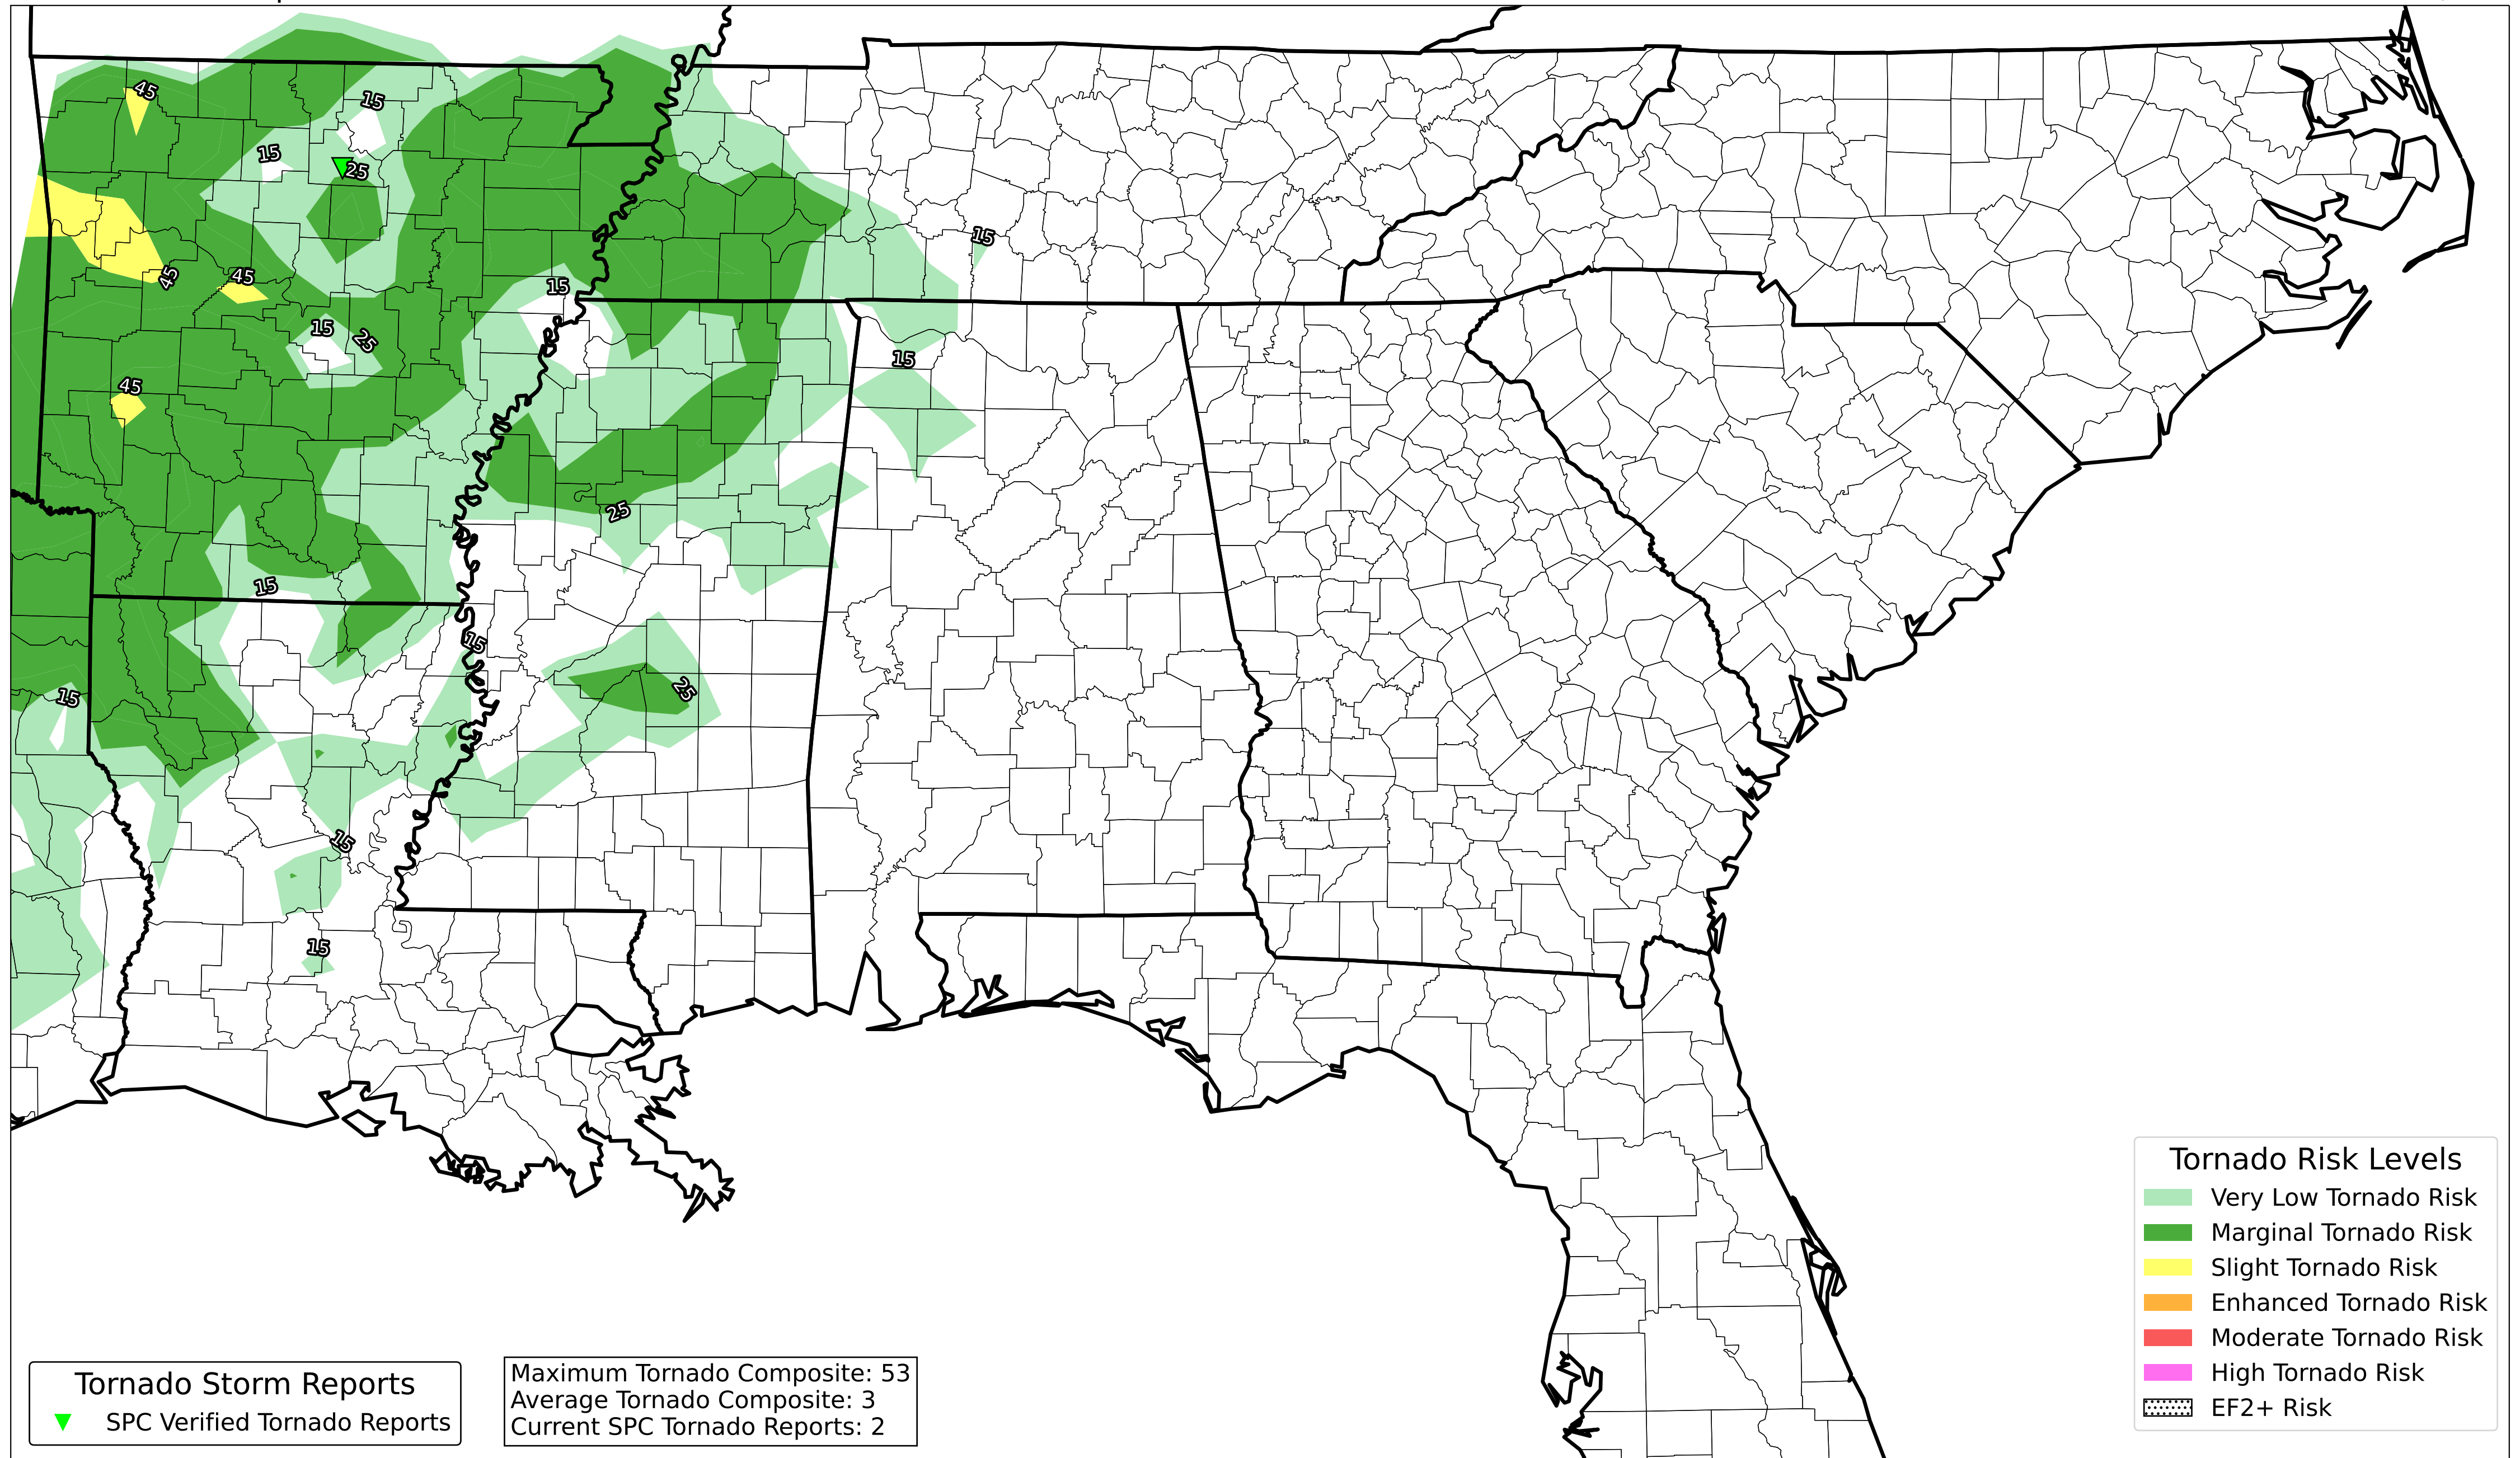 45
15
15
25
15
45
45
15
15
25
15
45
25
15
15
25
15
15
15
Tornado Risk Levels
Very Low Tornado Risk
Marginal Tornado Risk
Slight Tornado Risk
Enhanced Tornado Risk
Moderate Tornado Risk
High Tornado Risk
EF2+ Risk
Tornado Storm Reports
SPC Verified Tornado Reports
Maximum Tornado Composite: 53
Average Tornado Composite: 3
Current SPC Tornado Reports: 2